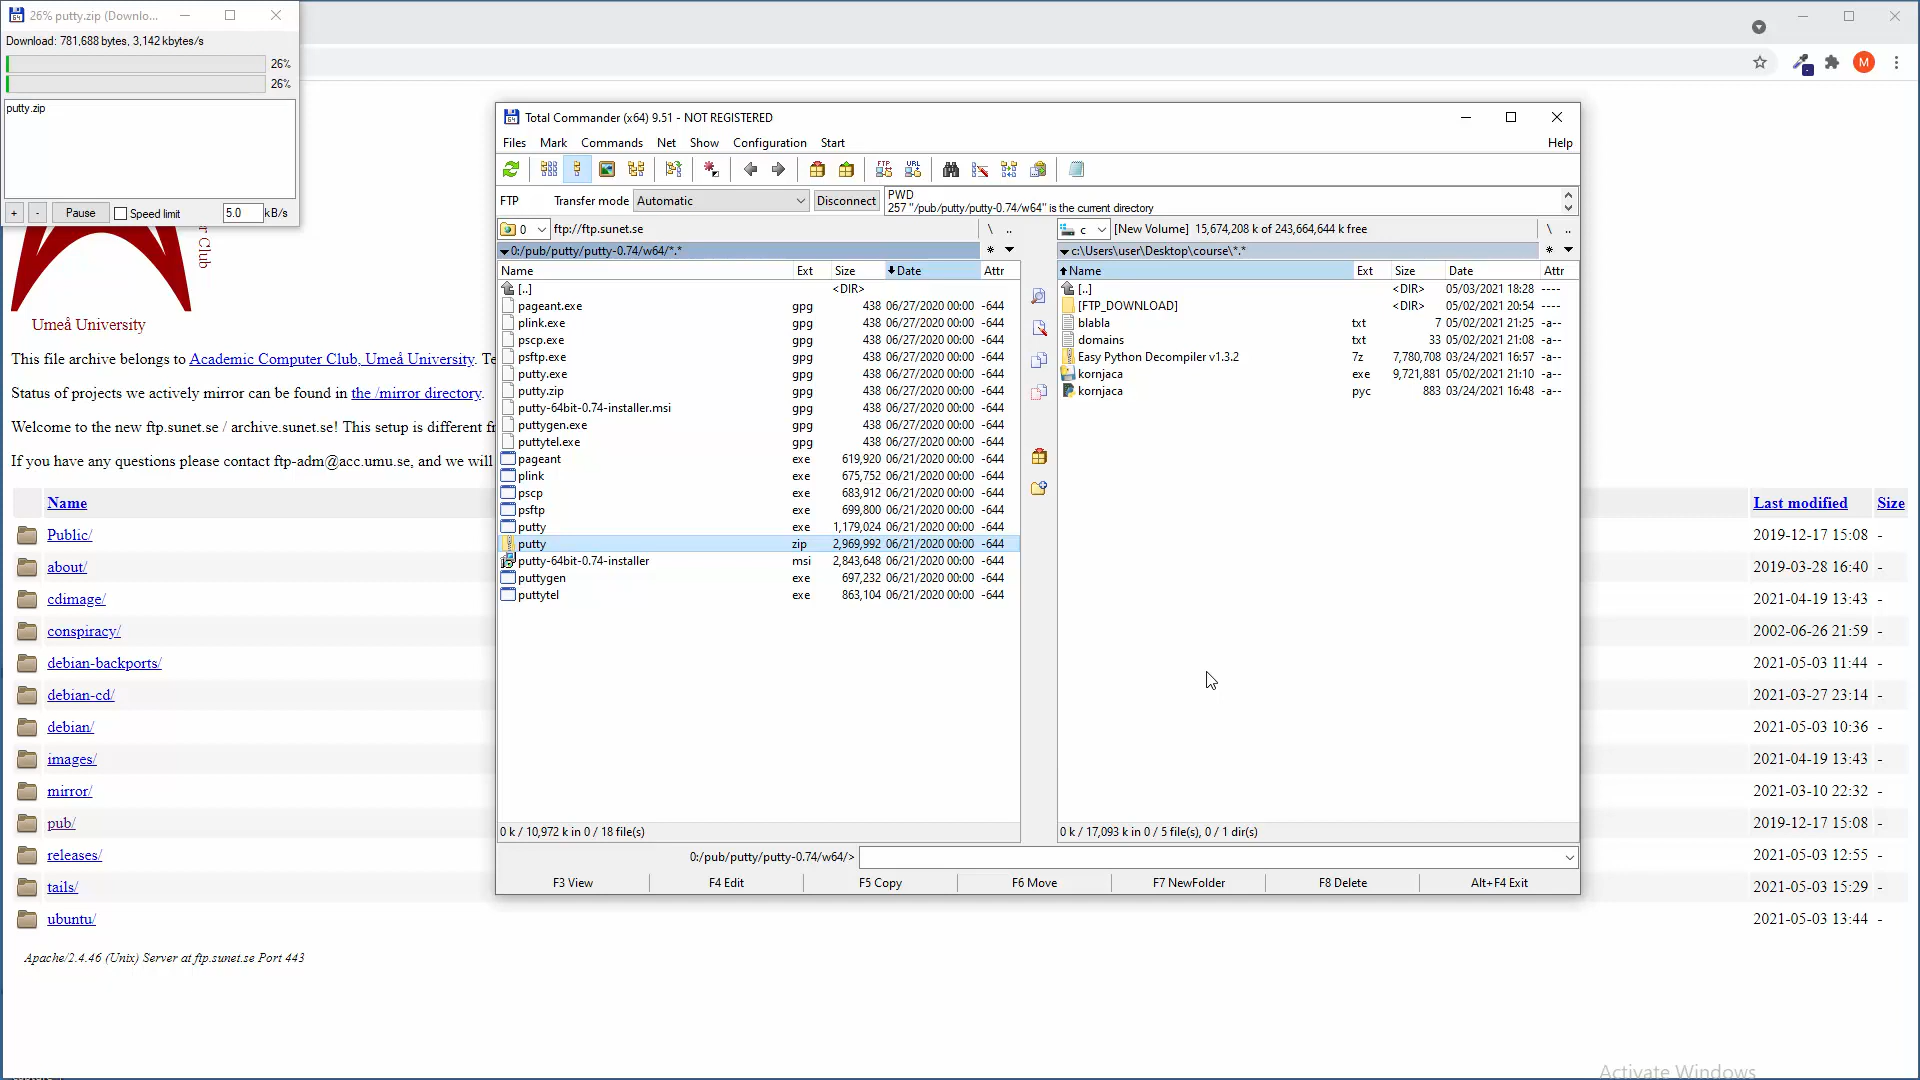 26% putty.zip (Downlo...
Download: 781,688 bytes, 3,142 kbytes/s
26%
26%
putty.zip
+ - Pause Speed limit 5.0 kB/s
M
Total Commander (x64) 9.51 - NOT REGISTERED
Files Mark Commands Net Show Configuration Start Help
FTP URL
FTP Transfer mode Automatic Disconnect PWD
257 "/pub/putty/putty-0.74/w64" is the current directory
0 ftp://ftp.sunet.se \ ..
c [New Volume] 15,674,208 k of 243,664,644 k free \ ..
0:/pub/putty/putty-0.74/w64/*.* *
c:\Users\user\Desktop\course\*.* *
Name Ext Size Date Attr
[..] <DIR>
pageant.exe gpg 438 06/27/2020 00:00 -644
plink.exe gpg 438 06/27/2020 00:00 -644
pscp.exe gpg 438 06/27/2020 00:00 -644
psftp.exe gpg 438 06/27/2020 00:00 -644
putty.exe gpg 438 06/27/2020 00:00 -644
putty.zip gpg 438 06/27/2020 00:00 -644
putty-64bit-0.74-installer.msi gpg 438 06/27/2020 00:00 -644
puttygen.exe gpg 438 06/27/2020 00:00 -644
puttytel.exe gpg 438 06/27/2020 00:00 -644
pageant exe 619,920 06/21/2020 00:00 -644
plink exe 675,752 06/21/2020 00:00 -644
pscp exe 683,912 06/21/2020 00:00 -644
psftp exe 699,800 06/21/2020 00:00 -644
putty exe 1,179,024 06/21/2020 00:00 -644
putty zip 2,969,992 06/21/2020 00:00 -644
putty-64bit-0.74-installer msi 2,843,648 06/21/2020 00:00 -644
puttygen exe 697,232 06/21/2020 00:00 -644
puttytel exe 863,104 06/21/2020 00:00 -644
0 k / 10,972 k in 0 / 18 file(s)
Name Ext Size Date Attr
[..] <DIR> 05/03/2021 18:28 ----
[FTP_DOWNLOAD] <DIR> 05/02/2021 20:54 ----
blabla txt 7 05/02/2021 21:25 -a--
domains txt 33 05/02/2021 21:08 -a--
Easy Python Decompiler v1.3.2 7z 7,780,708 03/24/2021 16:57 -a--
kornjaca exe 9,721,881 05/02/2021 21:10 -a--
kornjaca pyc 883 03/24/2021 16:48 -a--
0 k / 17,093 k in 0 / 5 file(s), 0 / 1 dir(s)
0:/pub/putty/putty-0.74/w64/>
F3 View F4 Edit F5 Copy F6 Move F7 NewFolder F8 Delete Alt+F4 Exit
r Club
Umeå University
This file archive belongs to Academic Computer Club, Umeå University. Te
Status of projects we actively mirror can be found in the /mirror directory.
Welcome to the new ftp.sunet.se / archive.sunet.se! This setup is different fr
If you have any questions please contact ftp-adm@acc.umu.se, and we will
Name Last modified Size
Public/ 2019-12-17 15:08 -
about/ 2019-03-28 16:40 -
cdimage/ 2021-04-19 13:43 -
conspiracy/ 2002-06-26 21:59 -
debian-backports/ 2021-05-03 11:44 -
debian-cd/ 2021-03-27 23:14 -
debian/ 2021-05-03 10:36 -
images/ 2021-04-19 13:43 -
mirror/ 2021-03-10 22:32 -
pub/ 2019-12-17 15:08 -
releases/ 2021-05-03 12:55 -
tails/ 2021-05-03 15:29 -
ubuntu/ 2021-05-03 13:44 -
Apache/2.4.46 (Unix) Server at ftp.sunet.se Port 443
Activate Windows